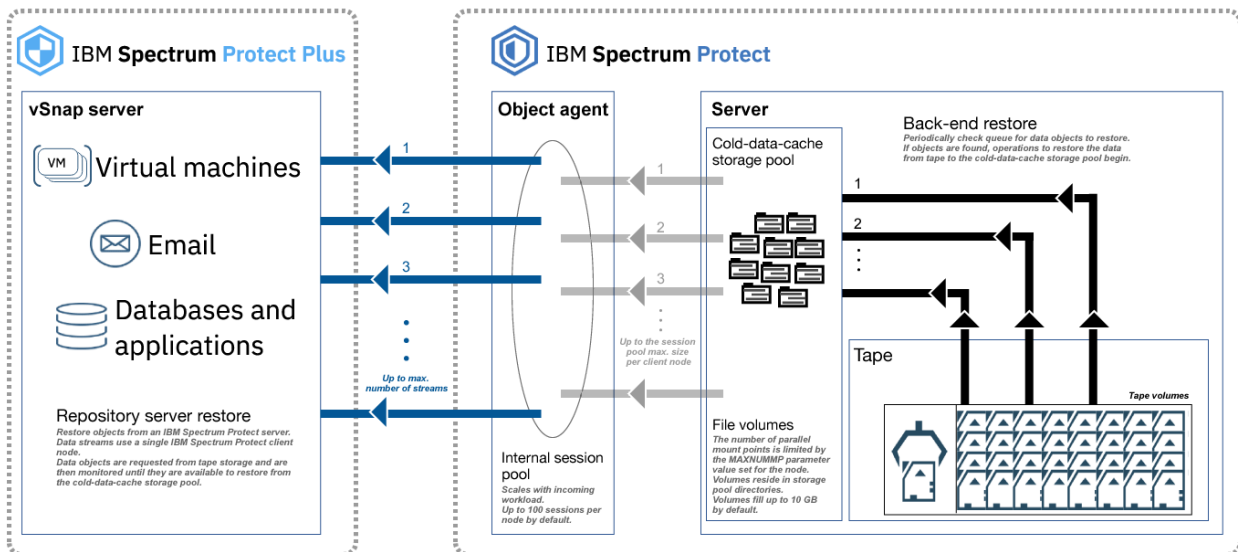 IBM Spectrum Protect Plus
vSnap server
VM
Virtual machines
Email
Databases and
applications
Repository server restore
Restore objects from an IBM Spectrum Protect server.
Data streams use a single IBM Spectrum Protect client
node.
Data objects are requested from tape storage and are
then monitored until they are available to restore from
the cold-data-cache storage pool.
1
2
3
Up to max.
number of streams
IBM Spectrum Protect
Object agent
Internal session
pool
Scales with incoming
workload.
Up to 100 sessions per
node by default.
1
2
3
Up to the session
pool max. size
per client node
Server
Cold-data-cache
storage pool
File volumes
The number of parallel
mount points is limited by
the MAXNUMMP parameter
value set for the node.
Volumes reside in storage
pool directories.
Volumes fill up to 10 GB
by default.
Back-end restore
Periodically check queue for data objects to restore.
If objects are found, operations to restore the data
from tape to the cold-data-cache storage pool begin.
1
2
Tape
Tape volumes